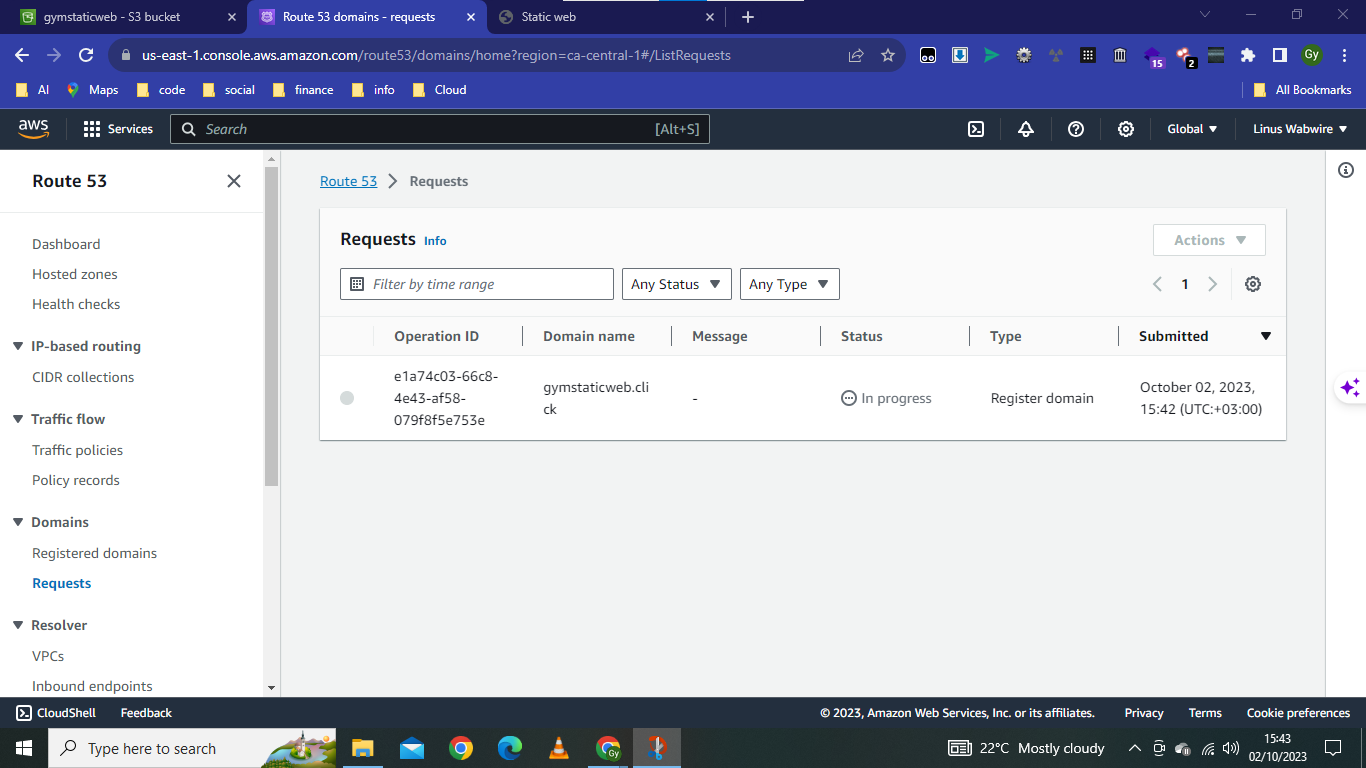 gymstaticweb - S3 bucket
Route 53 domains - requests
Static web
us-east-1.console.aws.amazon.com/route53/domains/home?region=ca-central-1#/ListRequests
Gy
15
2
AI
Maps
code
social
finance
info
Cloud
All Bookmarks
aws
Services
Search
[Alt+S]
Global
Linus Wabwire
Route 53
Dashboard
Hosted zones
Health checks
IP-based routing
CIDR collections
Traffic flow
Traffic policies
Policy records
Domains
Registered domains
Requests
Resolver
VPCs
Inbound endpoints
Route 53
Requests
Requests Info
Actions
Filter by time range
Any Status
Any Type
1
Operation ID
Domain name
Message
Status
Type
Submitted
e1a74c03-66c8-
4e43-af58-
079f8f5e753e
gymstaticweb.cli
ck
-
In progress
Register domain
October 02, 2023,
15:42 (UTC:+03:00)
CloudShell
Feedback
© 2023, Amazon Web Services, Inc. or its affiliates.
Privacy
Terms
Cookie preferences
Type here to search
Gy
22°C Mostly cloudy
15:43
02/10/2023